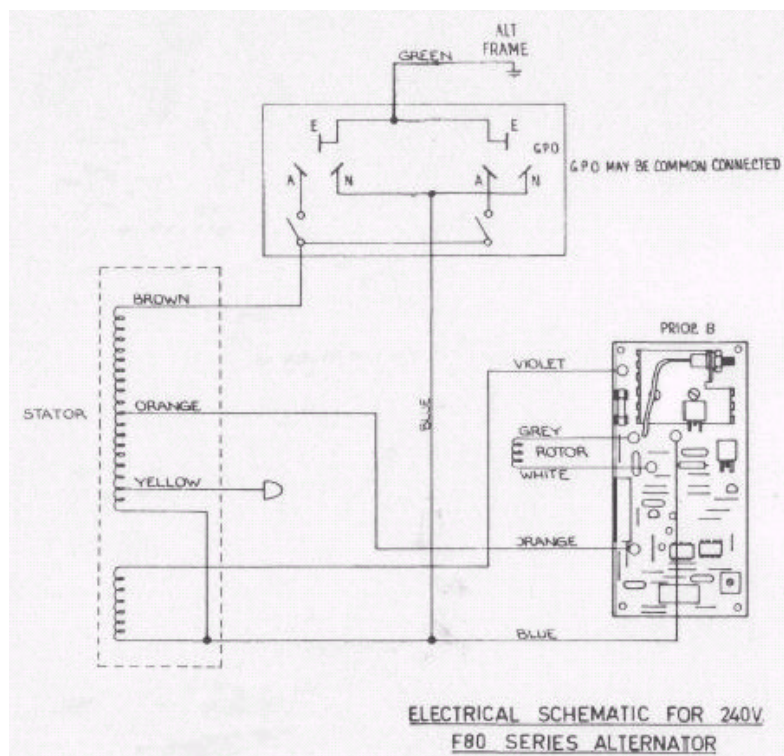 ALT
FRAME
GREEN
E
E
GPO
GPO MAY BE COMMON CONNECTED
A
N
A
N
BROWN
PRIOR B
VIOLET
STATOR
ORANGE
BLUE
GREY
ROTOR
WHITE
YELLOW
ORANGE
BLUE
ELECTRICAL SCHEMATIC FOR 240V.
F80 SERIES ALTERNATOR